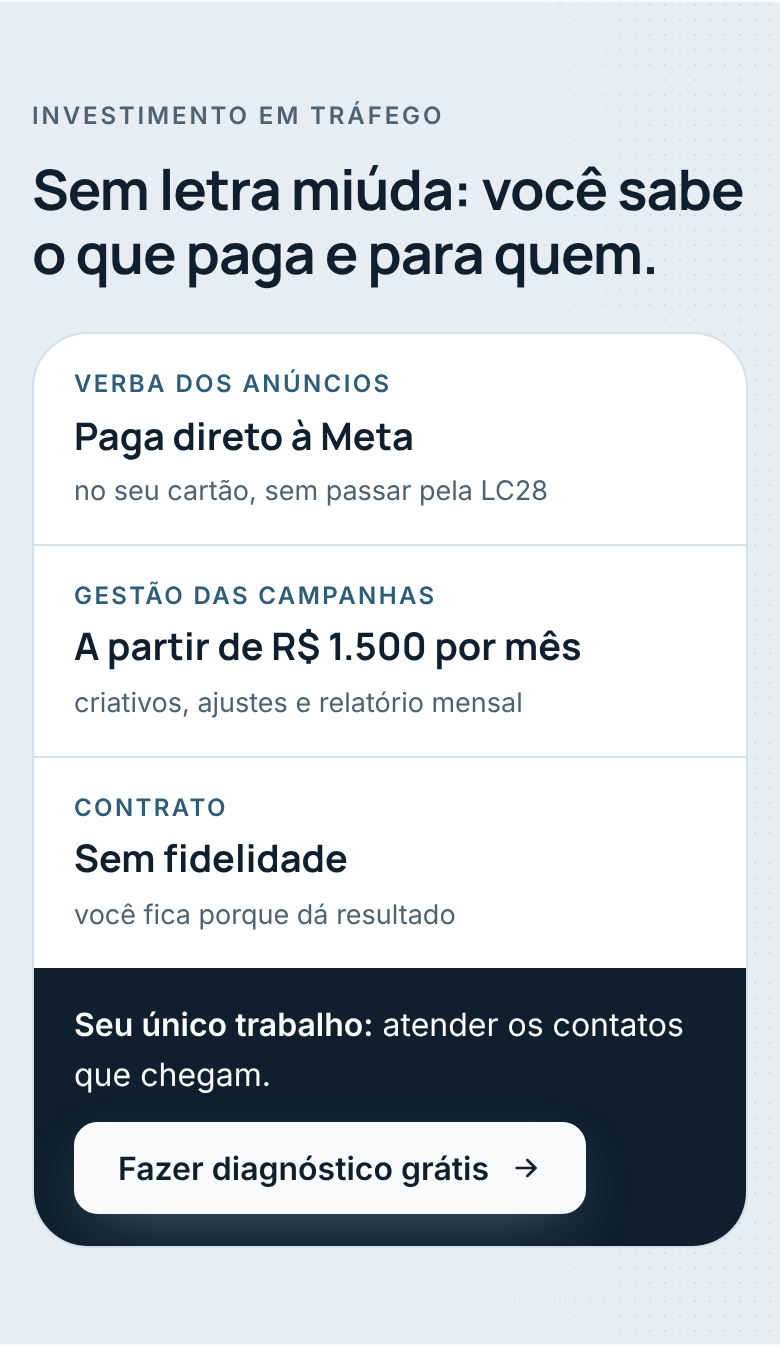 INVESTIMENTO EM TRÁFEGO
Sem letra miúda: você sabe
o que paga e para quem.
VERBA DOS ANÚNCIOS
Paga direto à Meta
no seu cartão, sem passar pela LC28
GESTÃO DAS CAMPANHAS
A partir de R$ 1.500 por mês
criativos, ajustes e relatório mensal
CONTRATO
Sem fidelidade
você fica porque dá resultado
Seu único trabalho: atender os contatos
que chegam.
Fazer diagnóstico grátis →